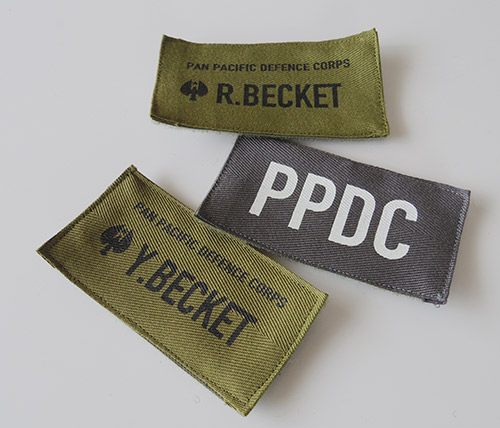 PAN PACIFIC DEFENCE CORPS
R.BECKET
PPDC
PAN PACIFIC DEFENCE CORPS
Y.BECKET